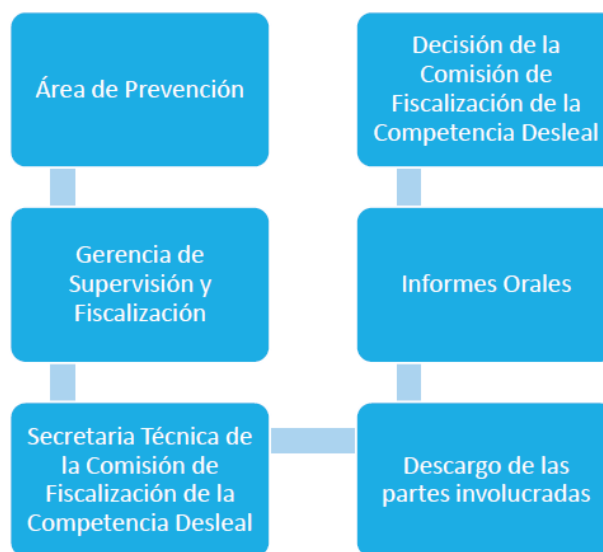 Área de Prevención
Gerencia de
Supervisión y
Fiscalización
Secretaria Técnica de
la Comisión de
Fiscalización de la
Competencia Desleal
Descargo de las
partes involucradas
Informes Orales
Decisión de la
Comisión de
Fiscalización de la
Competencia Desleal